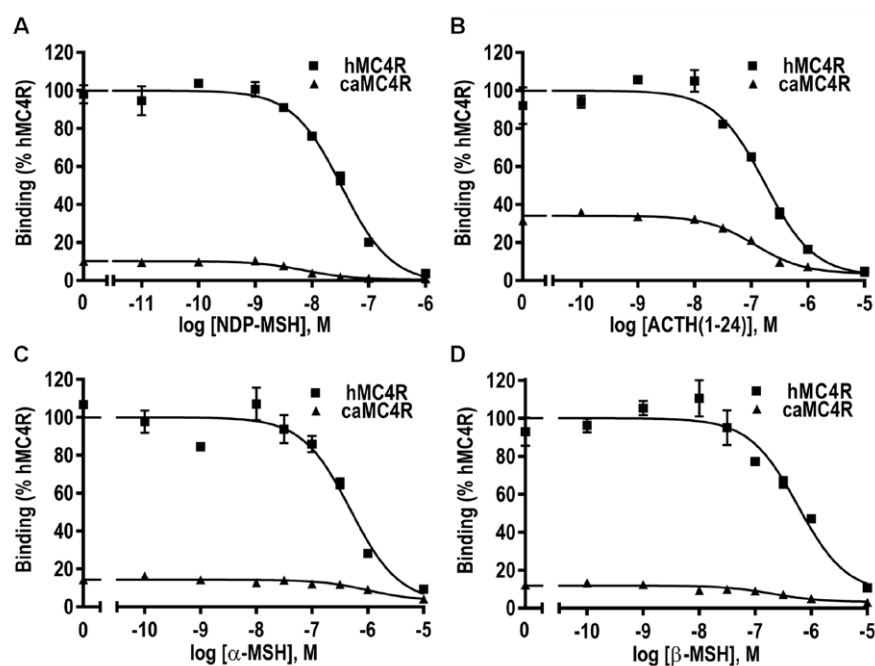 A
120
100
80
60
40
20
0
Binding (% hMC4R)
hMC4R
caMC4R
0 -11 -10 -9 -8 -7 -6
log [NDP-MSH], M
B
120
100
80
60
40
20
0
Binding (% hMC4R)
hMC4R
caMC4R
0 -10 -9 -8 -7 -6 -5
log [ACTH(1-24)], M
C
120
100
80
60
40
20
0
Binding (% hMC4R)
hMC4R
caMC4R
0 -10 -9 -8 -7 -6 -5
log [α-MSH], M
D
120
100
80
60
40
20
0
Binding (% hMC4R)
hMC4R
caMC4R
0 -10 -9 -8 -7 -6 -5
log [β-MSH], M